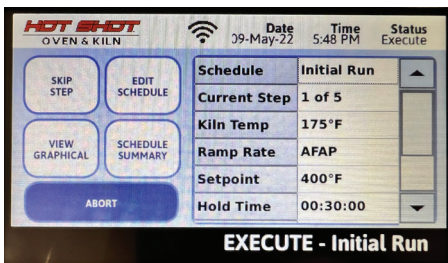 HOT SHOT
OVEN & KILN
Date
09-May-22
Time
5:48 PM
Status
Execute
SKIP
STEP
EDIT
SCHEDULE
VIEW
GRAPHICAL
SCHEDULE
SUMMARY
ABORT
Schedule Initial Run
Current Step 1 of 5
Kiln Temp 175°F
Ramp Rate AFAP
Setpoint 400°F
Hold Time 00:30:00
EXECUTE - Initial Run